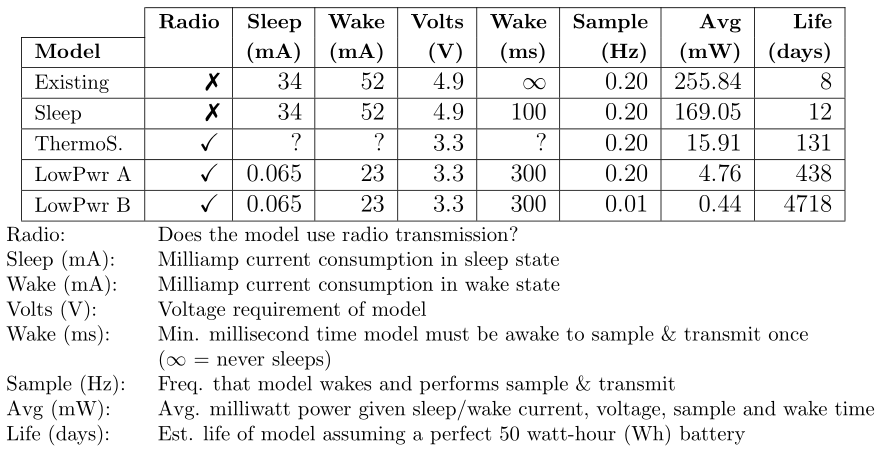 Radio Sleep Wake Volts Wake Sample Avg Life
Model (mA) (mA) (V) (ms) (Hz) (mW) (days)
Existing ✗ 34 52 4.9 ∞ 0.20 255.84 8
Sleep ✗ 34 52 4.9 100 0.20 169.05 12
ThermoS. ✓ ? ? 3.3 ? 0.20 15.91 131
LowPwr A ✓ 0.065 23 3.3 300 0.20 4.76 438
LowPwr B ✓ 0.065 23 3.3 300 0.01 0.44 4718
Radio: Does the model use radio transmission?
Sleep (mA): Milliamp current consumption in sleep state
Wake (mA): Milliamp current consumption in wake state
Volts (V): Voltage requirement of model
Wake (ms): Min. millisecond time model must be awake to sample & transmit once
(∞ = never sleeps)
Sample (Hz): Freq. that model wakes and performs sample & transmit
Avg (mW): Avg. milliwatt power given sleep/wake current, voltage, sample and wake time
Life (days): Est. life of model assuming a perfect 50 watt-hour (Wh) battery